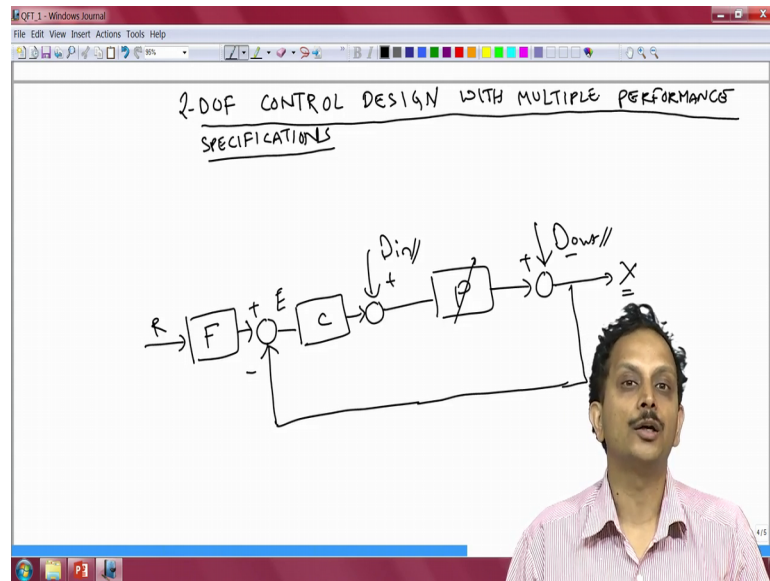 QFT_1 - Windows Journal
File Edit View Insert Actions Tools Help
96%
B I
2-DOF CONTROL DESIGN WITH MULTIPLE PERFORMANCE
SPECIFICATIONS
R F + - E C Din + P + Dout X
4/5